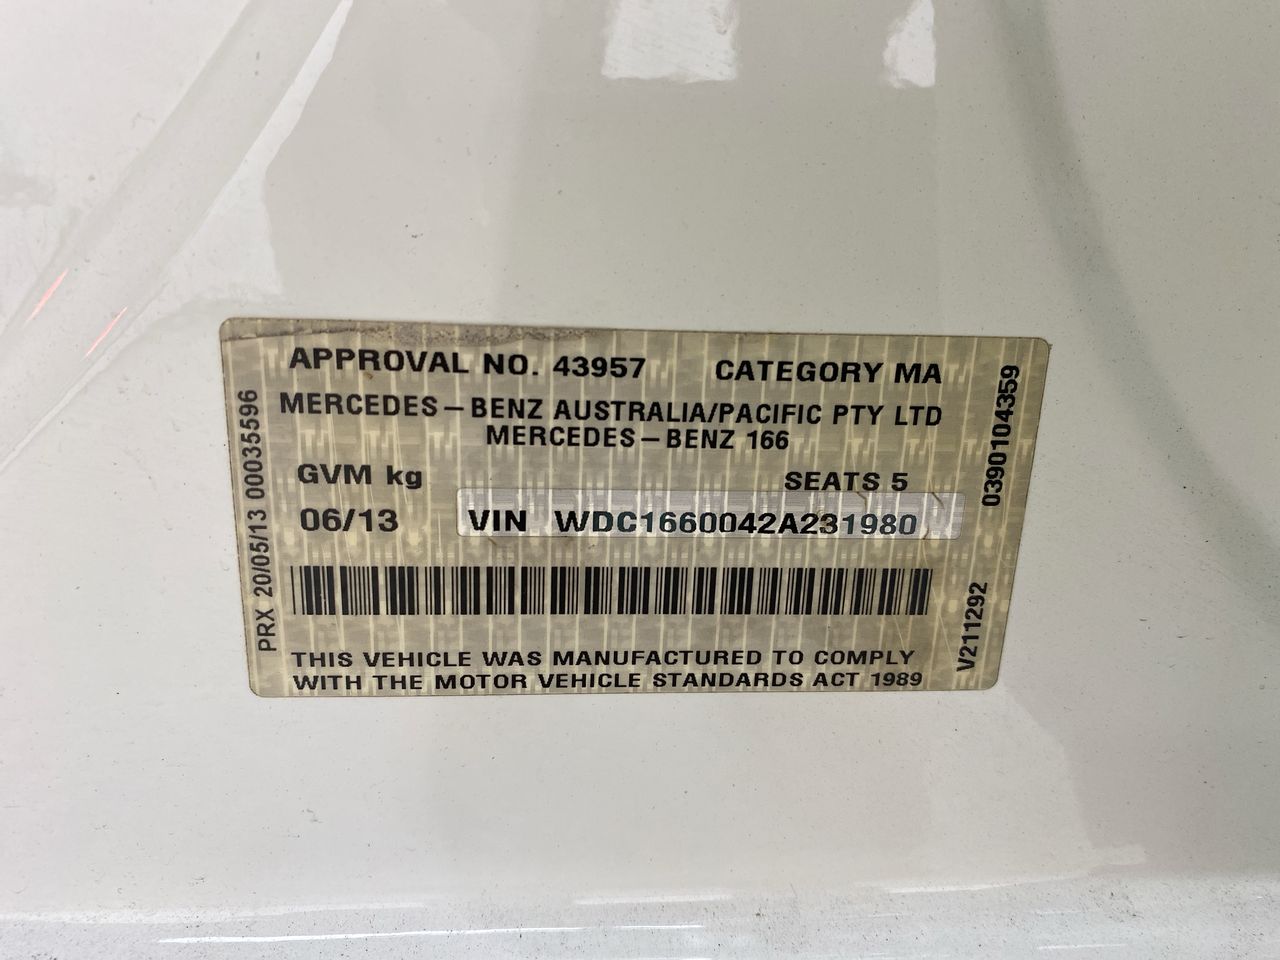 APPROVAL NO. 43957 CATEGORY MA
MERCEDES-BENZ AUSTRALIA/PACIFIC PTY LTD
MERCEDES-BENZ 166
GVM kg SEATS 5
06/13 VIN WDC1660042A231980
THIS VEHICLE WAS MANUFACTURED TO COMPLY
WITH THE MOTOR VEHICLE STANDARDS ACT 1989
PRX 20/05/13 00035596
V211292 0390104359